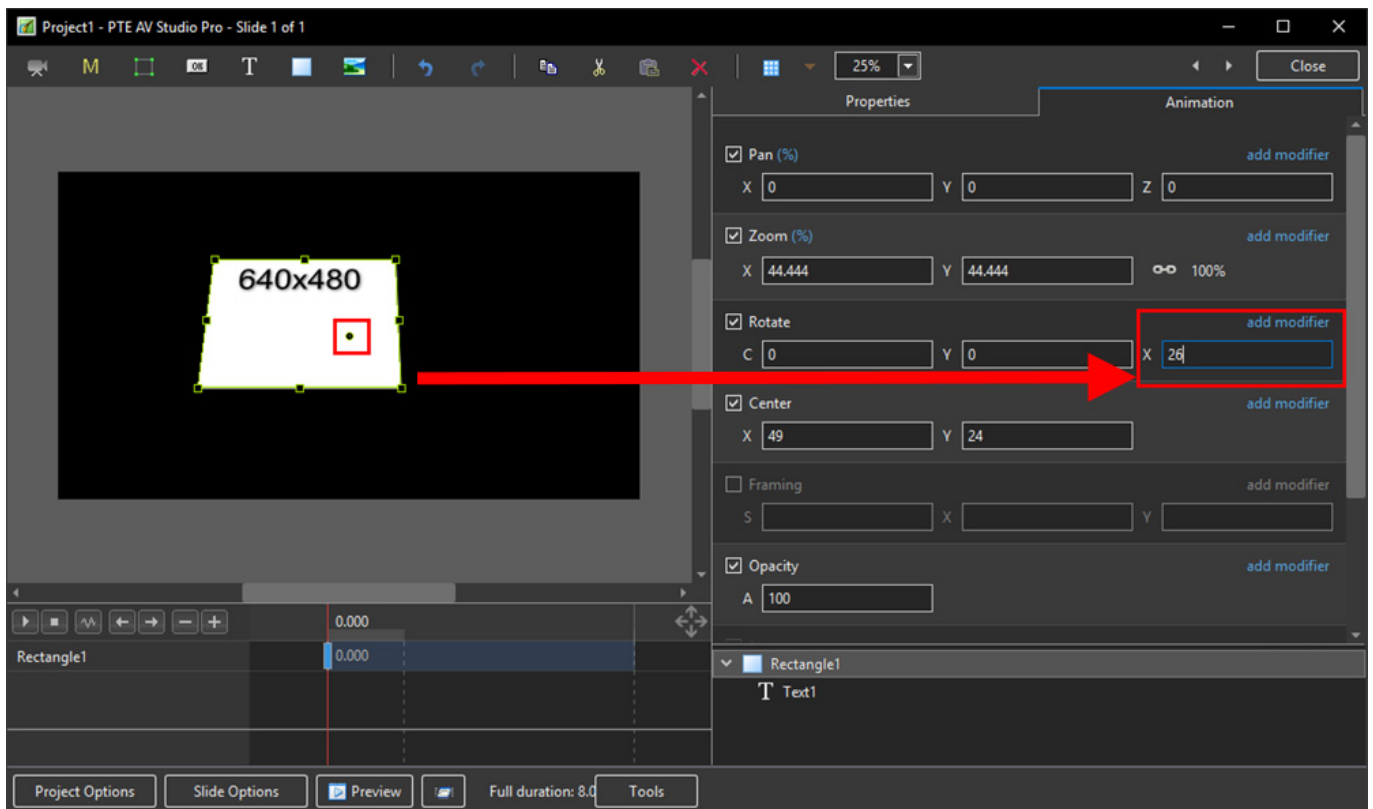 Project1 - PTE AV Studio Pro - Slide 1 of 1
M OK T 25% Close
Properties Animation
Pan (%) add modifier
X 0 Y 0 Z 0
Zoom (%) add modifier
X 44.444 Y 44.444 100%
640x480
Rotate add modifier
C 0 Y 0 X 26
Center add modifier
X 49 Y 24
Framing add modifier
S X Y
Opacity add modifier
A 100
0.000
Rectangle1 0.000
Rectangle1
T Text1
Project Options Slide Options Preview Full duration: 8.0 Tools